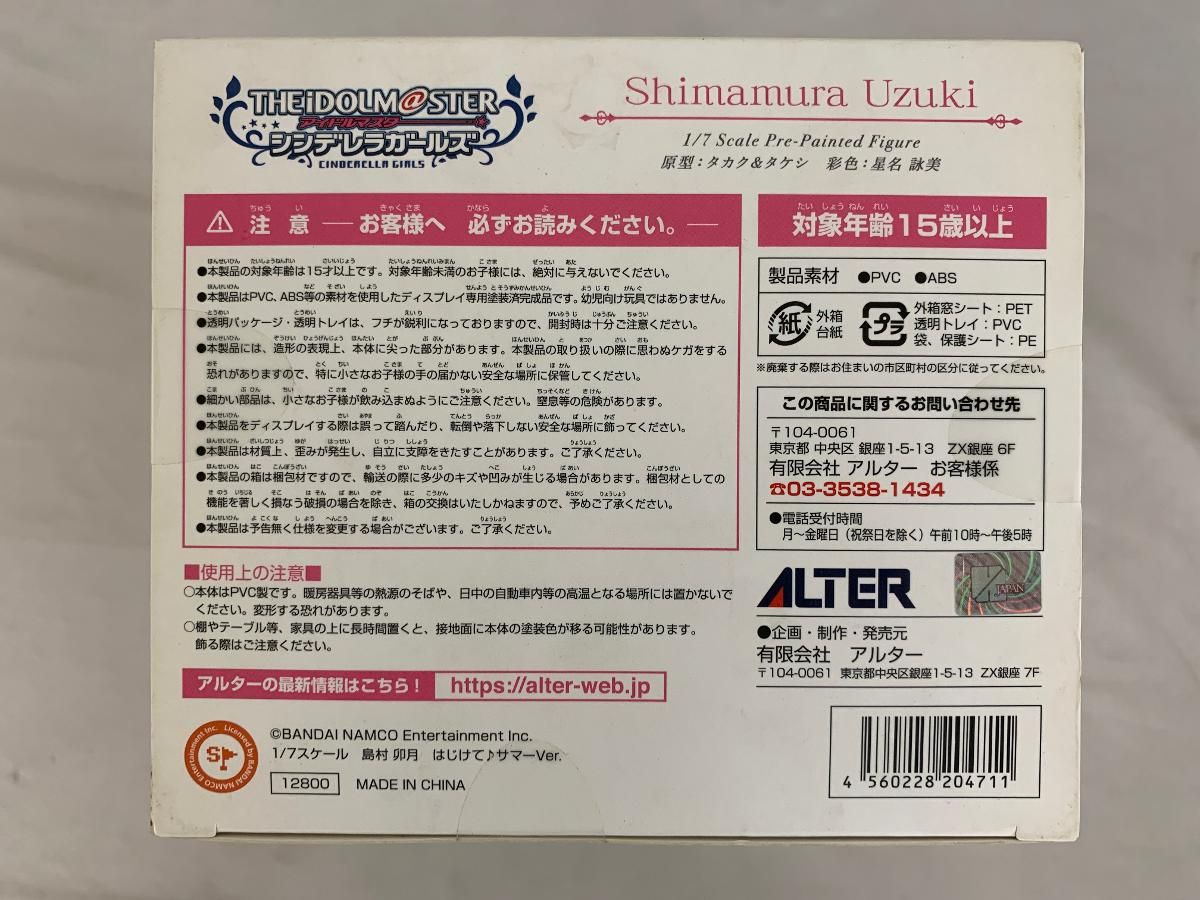 THE iDOLM@STER
アイドルマスター
シンデレラガールズ
CINDERELLA GIRLS
Shimamura Uzuki
1/7 Scale Pre-Painted Figure
原型：タカク&タケシ　彩色：星名 詠美
⚠ 注意 ― お客様へ 必ずお読みください。―
●本製品の対象年齢は15才以上です。対象年齢未満のお子様には、絶対に与えないでください。
●本製品はPVC、ABS等の素材を使用したディスプレイ専用塗装済完成品です。幼児向け玩具ではありません。
●透明パッケージ・透明トレイは、フチが鋭利になっておりますので、開封時は十分ご注意ください。
●本製品には、造形の表現上、本体に尖った部分があります。本製品の取り扱いの際に思わぬケガをする
恐れがありますので、特に小さなお子様の手の届かない安全な場所に保管してください。
●細かい部品は、小さなお子様が飲み込まぬようにご注意ください。窒息等の危険があります。
●本製品をディスプレイする際は誤って踏んだり、転倒や落下しない安全な場所に飾ってください。
●本製品は材質上、歪みが発生し、自立に支障をきたすことがあります。ご了承ください。
●本製品の箱は梱包材ですので、輸送の際に多少のキズや凹みが生じる場合があります。梱包材としての
機能を著しく損なう破損の場合を除き、箱の交換はいたしかねますので、予めご了承ください。
●本製品は予告無く仕様を変更する場合がございます。ご了承ください。
■使用上の注意■
○本体はPVC製です。暖房器具等の熱源のそばや、日中の自動車内等の高温となる場所には置かないで
ください。変形する恐れがあります。
○棚やテーブル等、家具の上に長時間置くと、接地面に本体の塗装色が移る可能性があります。
飾る際はご注意ください。
アルターの最新情報はこちら！ https://alter-web.jp
©BANDAI NAMCO Entertainment Inc.
1/7スケール　島村 卯月　はじけて♪サマーVer.
12800 MADE IN CHINA
SP
by BANDAI NAMCO Entertainment Inc.
対象年齢15歳以上
製品素材 ●PVC ●ABS
紙 外箱
台紙
プラ 外箱窓シート：PET
透明トレイ：PVC
袋、保護シート：PE
※廃棄する際はお住まいの市区町村の区分に従ってください。
この商品に関するお問い合わせ先
〒104-0061
東京都 中央区 銀座1-5-13　ZX銀座 6F
有限会社 アルター　お客様係
☎03-3538-1434
●電話受付時間
月〜金曜日（祝祭日を除く）午前10時〜午後5時
ALTER
JAPAN
●企画・制作・発売元
有限会社　アルター
〒104-0061　東京都中央区銀座1-5-13　ZX銀座 7F
4 560228 204711